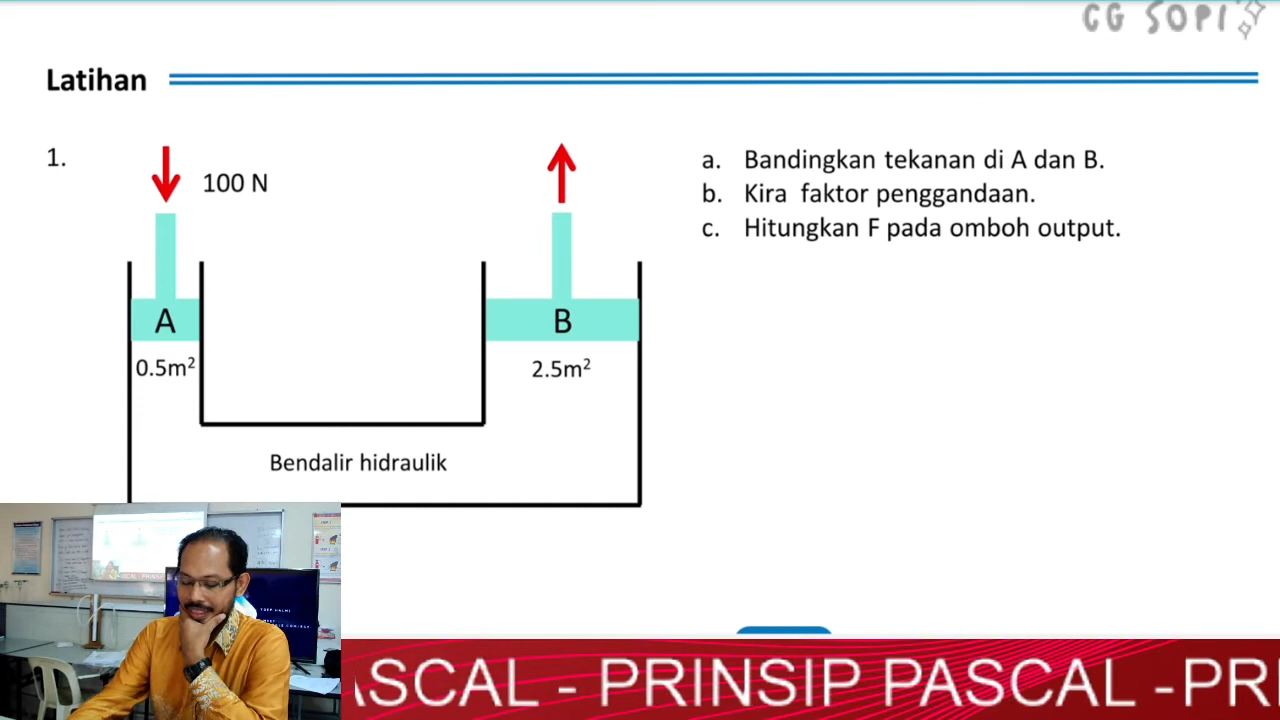 CG SOPI
Latihan
1.
100 N
A
B
0.5m²
2.5m²
Bendalir hidraulik
a. Bandingkan tekanan di A dan B.
b. Kira faktor penggandaan.
c. Hitungkan F pada omboh output.
ASCAL - PRINSIP PASCAL - PRI